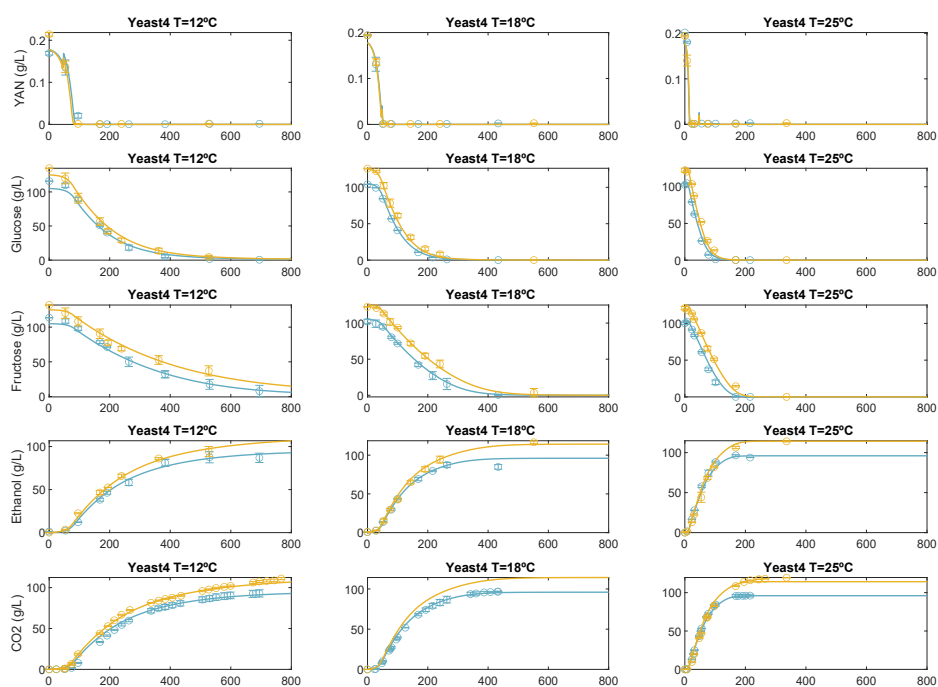 Yeast4 T=12ºC Yeast4 T=18ºC Yeast4 T=25ºC
YAN (g/L)
0.2 0.2 0.2
0.1 0.1 0.1
0 0 0
0 200 400 600 800 0 200 400 600 800 0 200 400 600 800
Yeast4 T=12ºC Yeast4 T=18ºC Yeast4 T=25ºC
Glucose (g/L)
100 100 100
50 50 50
0 0 0
0 200 400 600 800 0 200 400 600 800 0 200 400 600 800
Yeast4 T=12ºC Yeast4 T=18ºC Yeast4 T=25ºC
Fructose (g/L)
100 100 100
50 50 50
0 0 0
0 200 400 600 800 0 200 400 600 800 0 200 400 600 800
Yeast4 T=12ºC Yeast4 T=18ºC Yeast4 T=25ºC
Ethanol (g/L)
100 100 100
50 50 50
0 0 0
0 200 400 600 800 0 200 400 600 800 0 200 400 600 800
Yeast4 T=12ºC Yeast4 T=18ºC Yeast4 T=25ºC
CO2 (g/L)
100 100 100
50 50 50
0 0 0
0 200 400 600 800 0 200 400 600 800 0 200 400 600 800